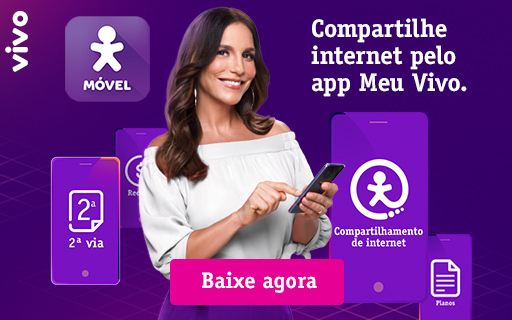 vivo
MÓVEL
Compartilhe
internet pelo
app Meu Vivo.
2ª
2ª via
Compartilhamento
de internet
Planos
Baixe agora